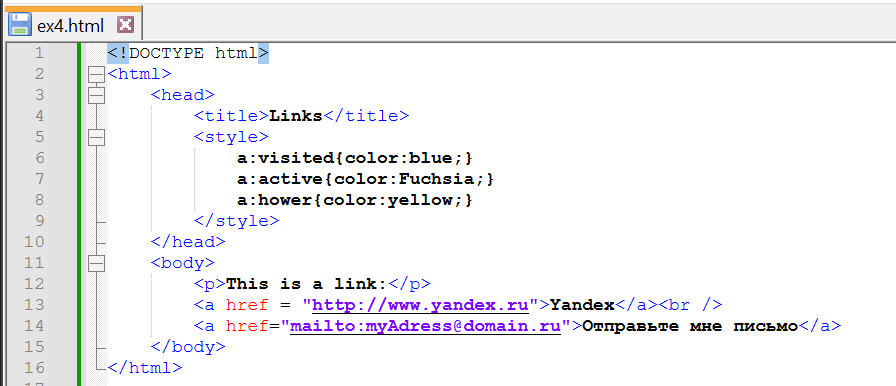 ex4.html
1 <!DOCTYPE html>
2 <html>
3 <head>
4 <title>Links</title>
5 <style>
6 a:visited{color:blue;}
7 a:active{color:Fuchsia;}
8 a:hower{color:yellow;}
9 </style>
10 </head>
11 <body>
12 <p>This is a link:</p>
13 <a href = "http://www.yandex.ru">Yandex</a><br />
14 <a href="mailto:myAdress@domain.ru">Отправьте мне письмо</a>
15 </body>
16 </html>